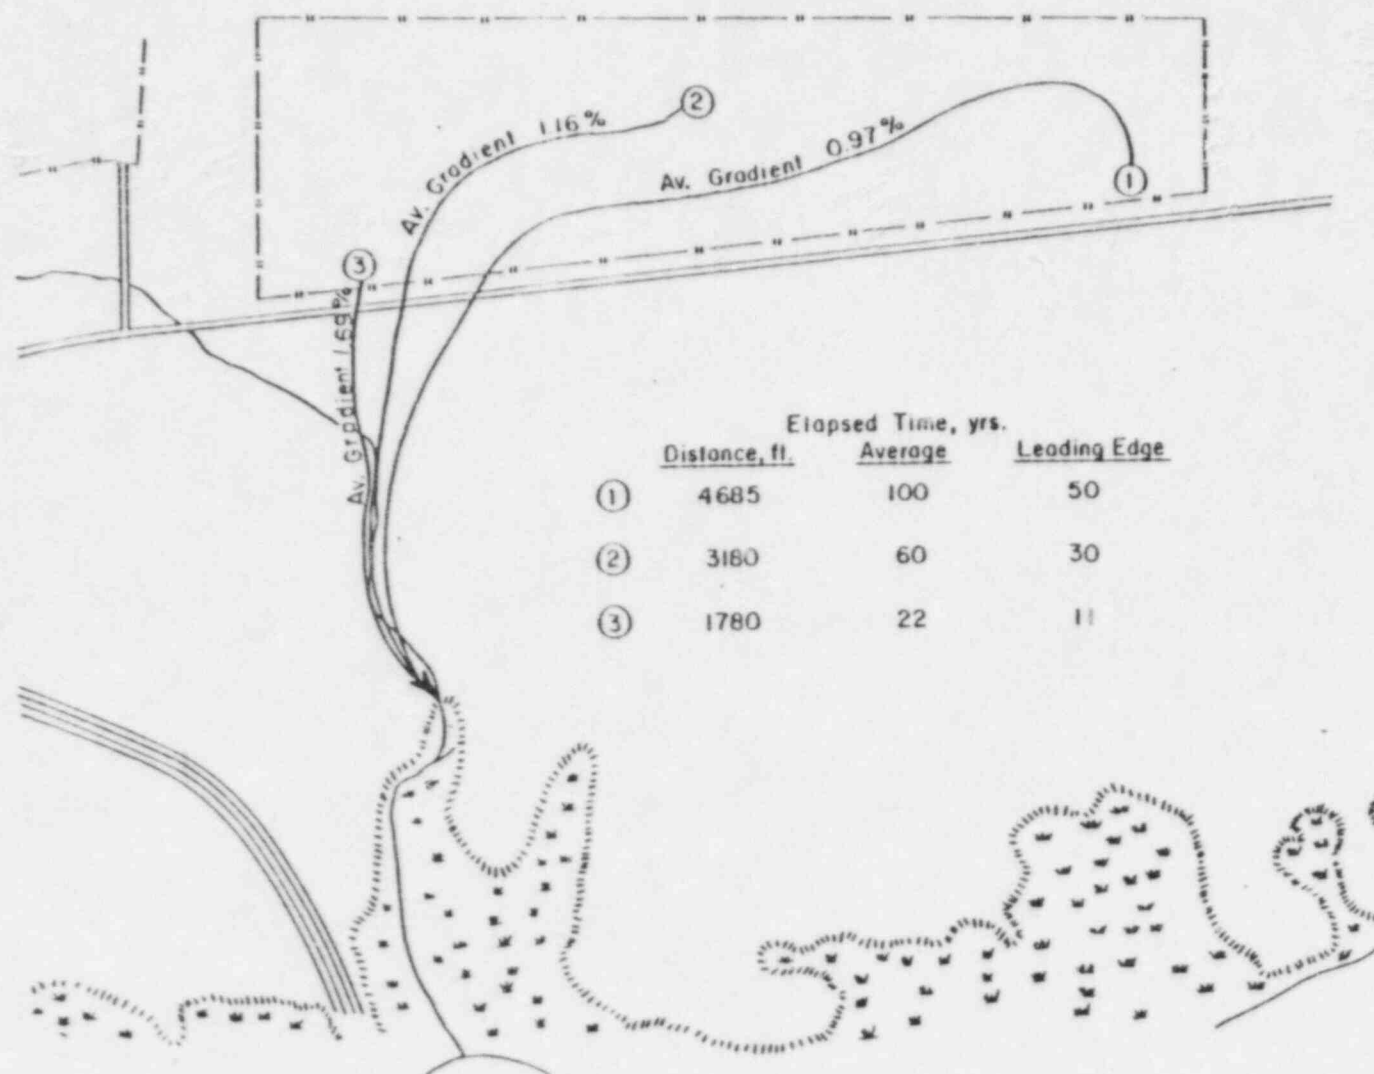 ②
Av. Gradient 1.16%
Av. Gradient 0.97%
①
③
Av. Gradient 1.69%
Elapsed Time, yrs.
Distance, ft. Average Leading Edge
① 4685 100 50
② 3180 60 30
③ 1780 22 11